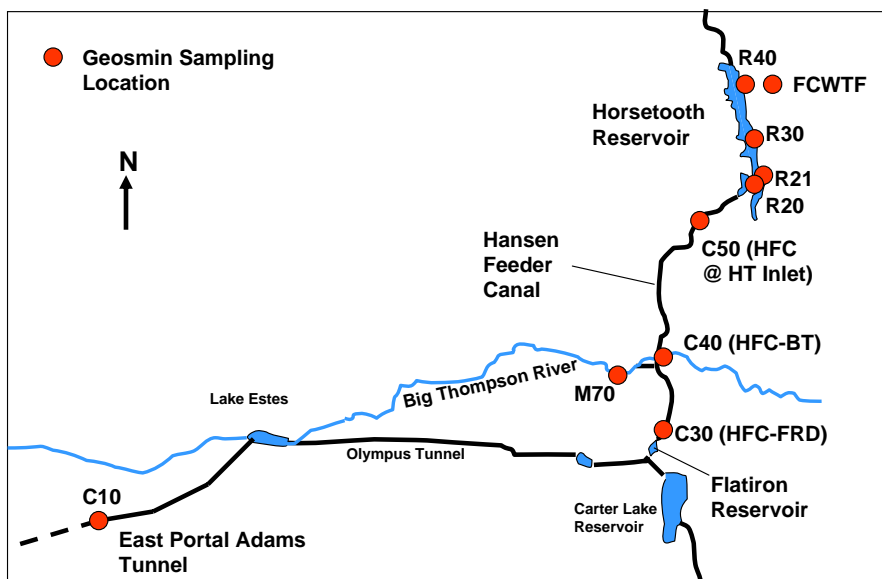 Geosmin Sampling
Location
R40
FCWTF
Horsetooth
Reservoir
R30
N
R21
R20
Hansen
Feeder
Canal
C50 (HFC
@ HT Inlet)
C40 (HFC-BT)
Big Thompson River
M70
Lake Estes
C30 (HFC-FRD)
Olympus Tunnel
C10
Flatiron
Reservoir
Carter Lake
Reservoir
East Portal Adams
Tunnel